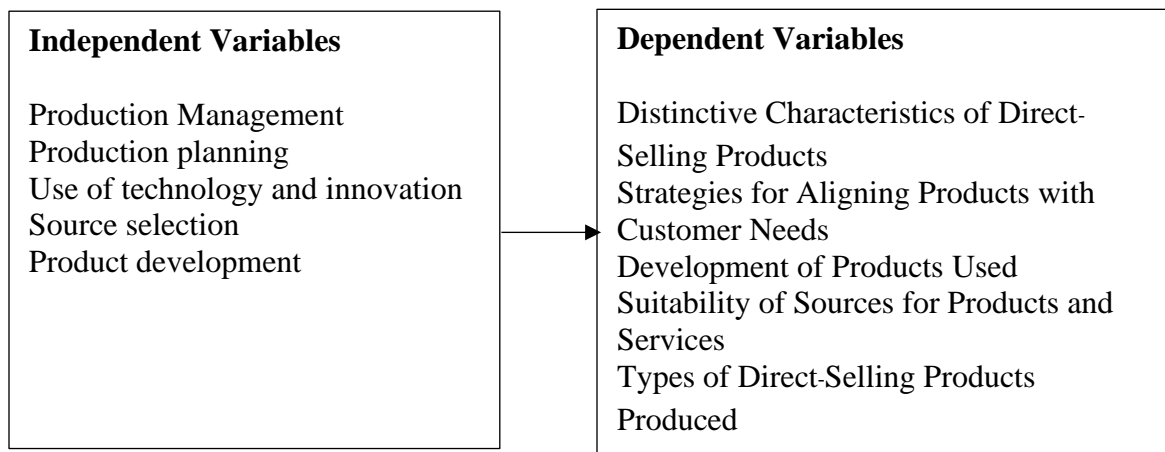 Independent Variables
Production Management
Production planning
Use of technology and innovation
Source selection
Product development
Dependent Variables
Distinctive Characteristics of Direct-
Selling Products
Strategies for Aligning Products with
Customer Needs
Development of Products Used
Suitability of Sources for Products and
Services
Types of Direct-Selling Products
Produced